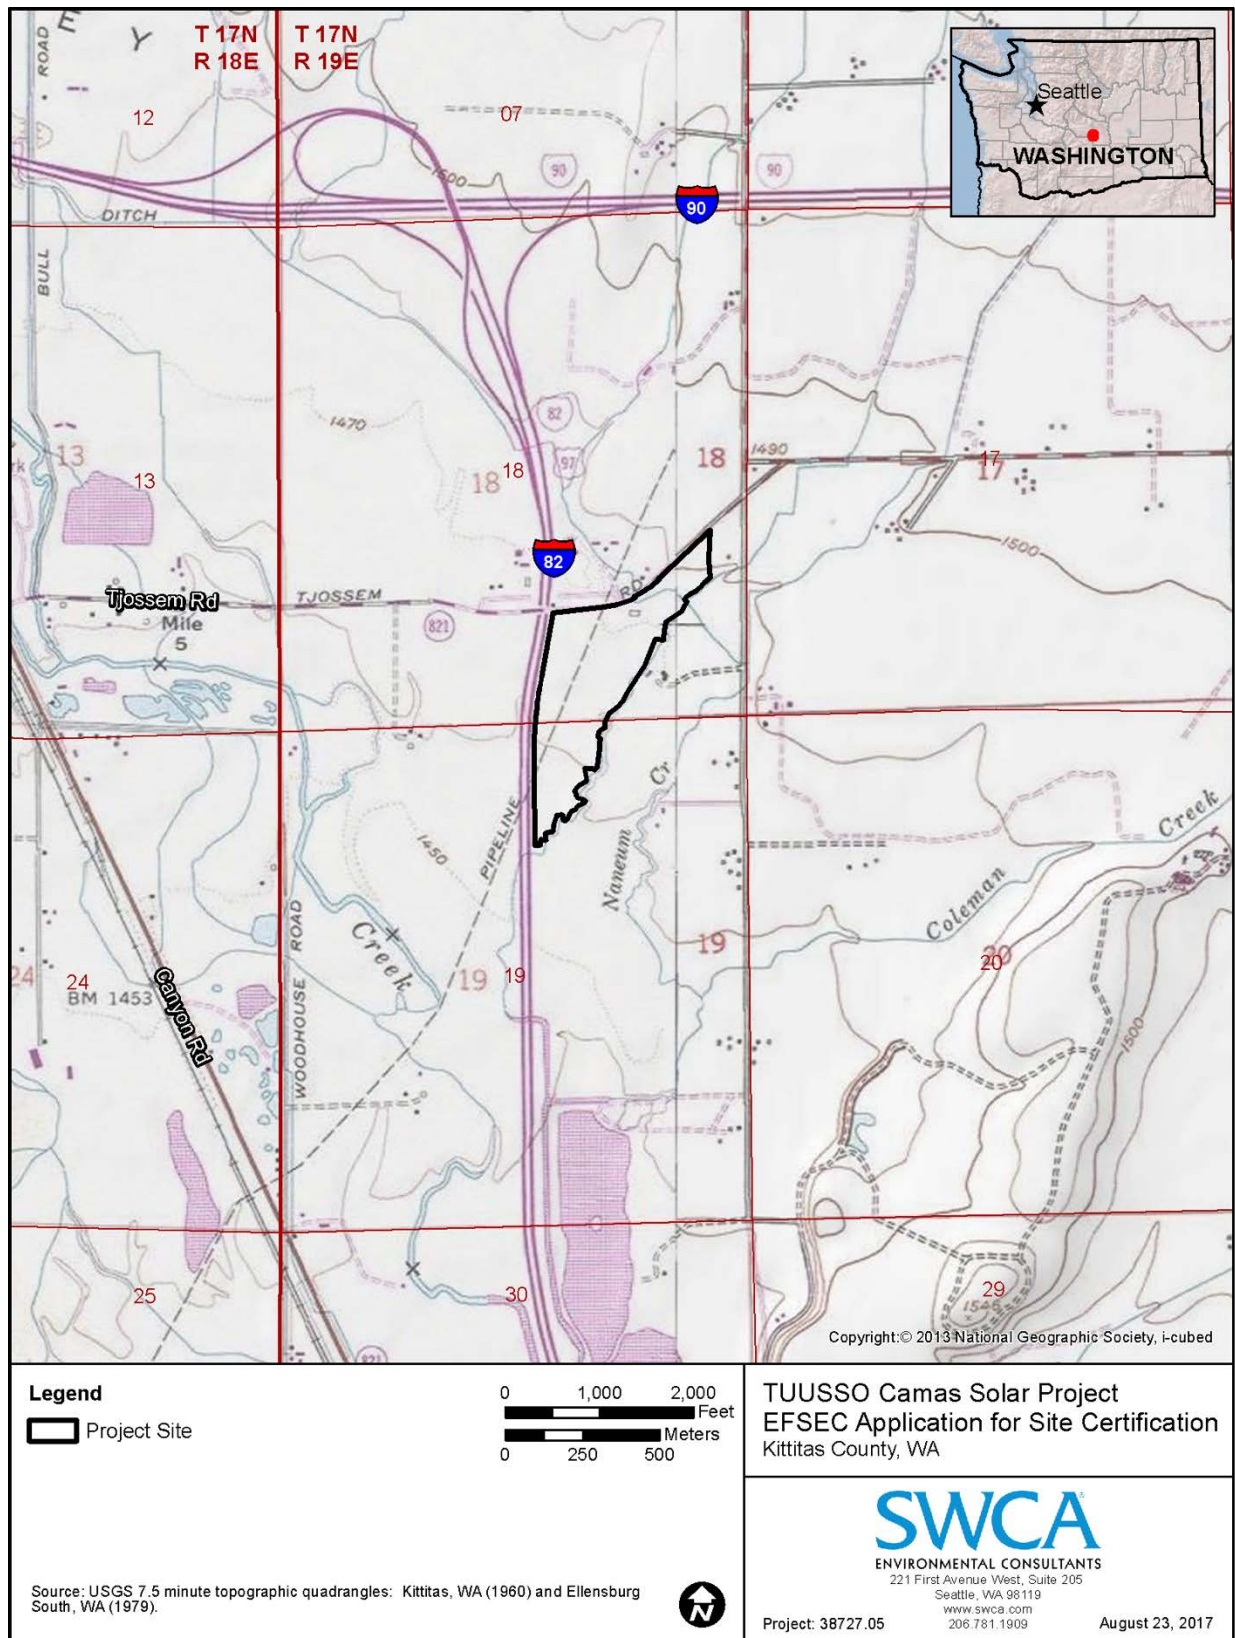 T 17N
R 18E
T 17N
R 19E
ROAD
E
Y
12
07
Seattle
WASHINGTON
90
90
90
1500
DITCH
BULL
1470
82
97
13
13
18
18
18
1490
17
17
1500
82
Tjossem Rd
TJOSSEM
RD
821
Mile
5
PIPELINE
1450
Naneum
Cr
Coleman
Creek
Creek
WOODHOUSE
ROAD
24
24
BM 1453
Canyon Rd
19
19
19
20
20
1500
25
30
29
1546
821
Copyright:© 2013 National Geographic Society, i-cubed
Legend
Project Site
0 1,000 2,000
Feet
Meters
0 250 500
Source: USGS 7.5 minute topographic quadrangles: Kittitas, WA (1960) and Ellensburg
South, WA (1979).
N
TUUSSO Camas Solar Project
EFSEC Application for Site Certification
Kittitas County, WA
SWCA
ENVIRONMENTAL CONSULTANTS
221 First Avenue West, Suite 205
Seattle, WA 98119
www.swca.com
206.781.1909
Project: 38727.05
August 23, 2017